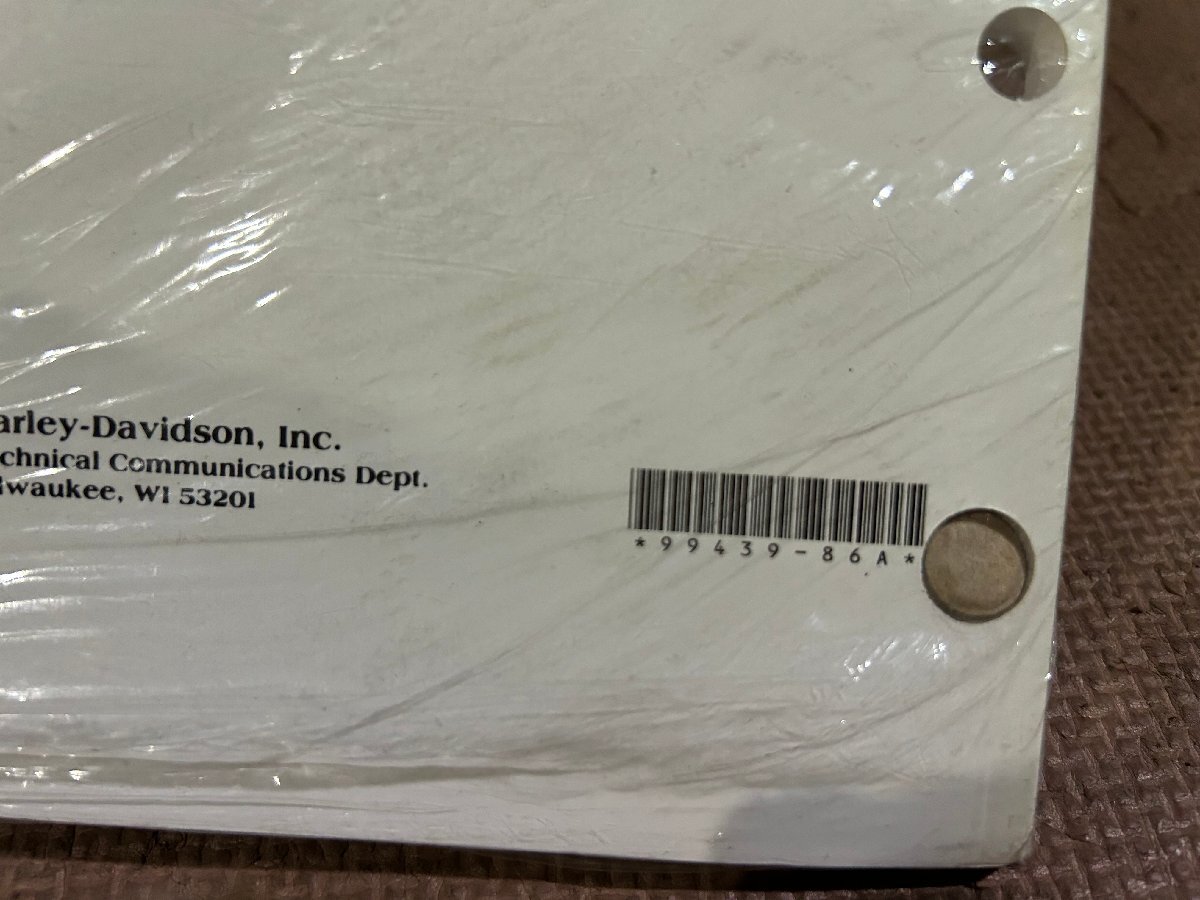 arley-Davidson, Inc.
chnical Communications Dept.
lwaukee, WI 53201
*99439-86A*